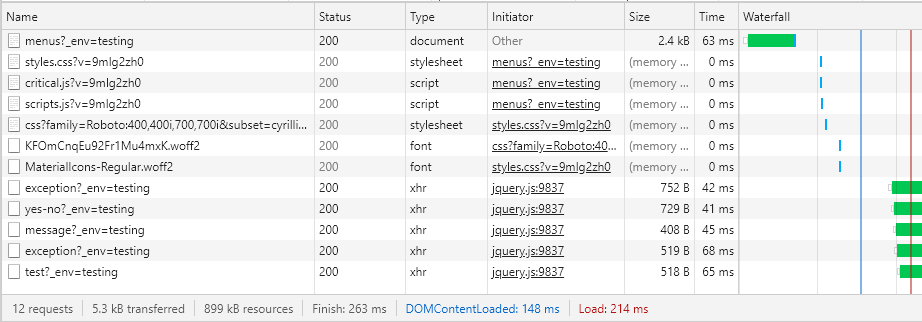 Name Status Type Initiator Size Time Waterfall
menus?_env=testing 200 document Other 2.4 kB 63 ms
styles.css?v=9mlg2zh0 200 stylesheet menus?_env=testing (memory ... 0 ms
critical.js?v=9mlg2zh0 200 script menus?_env=testing (memory ... 0 ms
scripts.js?v=9mlg2zh0 200 script menus?_env=testing (memory ... 0 ms
css?family=Roboto:400,400i,700,700i&subset=cyrilli... 200 stylesheet styles.css?v=9mlg2zh0 (memory ... 0 ms
KFOmCnqEu92Fr1Mu4mxK.woff2 200 font css?family=Roboto:40... (memory ... 0 ms
MaterialIcons-Regular.woff2 200 font styles.css?v=9mlg2zh0 (memory ... 0 ms
exception?_env=testing 200 xhr jquery.js:9837 752 B 42 ms
yes-no?_env=testing 200 xhr jquery.js:9837 729 B 41 ms
message?_env=testing 200 xhr jquery.js:9837 408 B 45 ms
exception?_env=testing 200 xhr jquery.js:9837 519 B 68 ms
test?_env=testing 200 xhr jquery.js:9837 518 B 65 ms
12 requests 5.3 kB transferred 899 kB resources Finish: 263 ms DOMContentLoaded: 148 ms Load: 214 ms